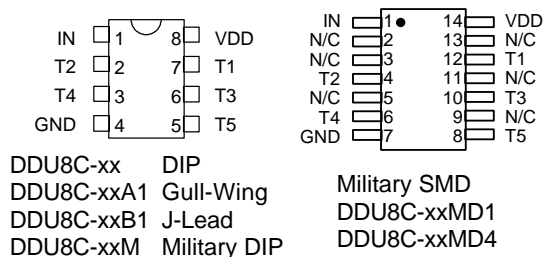 IN 1 8 VDD
T2 2 7 T1
T4 3 6 T3
GND 4 5 T5
DDU8C-xx DIP
DDU8C-xxA1 Gull-Wing
DDU8C-xxB1 J-Lead
DDU8C-xxM Military DIP
IN 1 14 VDD
N/C 2 13 N/C
N/C 3 12 T1
T2 4 11 N/C
N/C 5 10 T3
T4 6 9 N/C
GND 7 8 T5
Military SMD
DDU8C-xxMD1
DDU8C-xxMD4